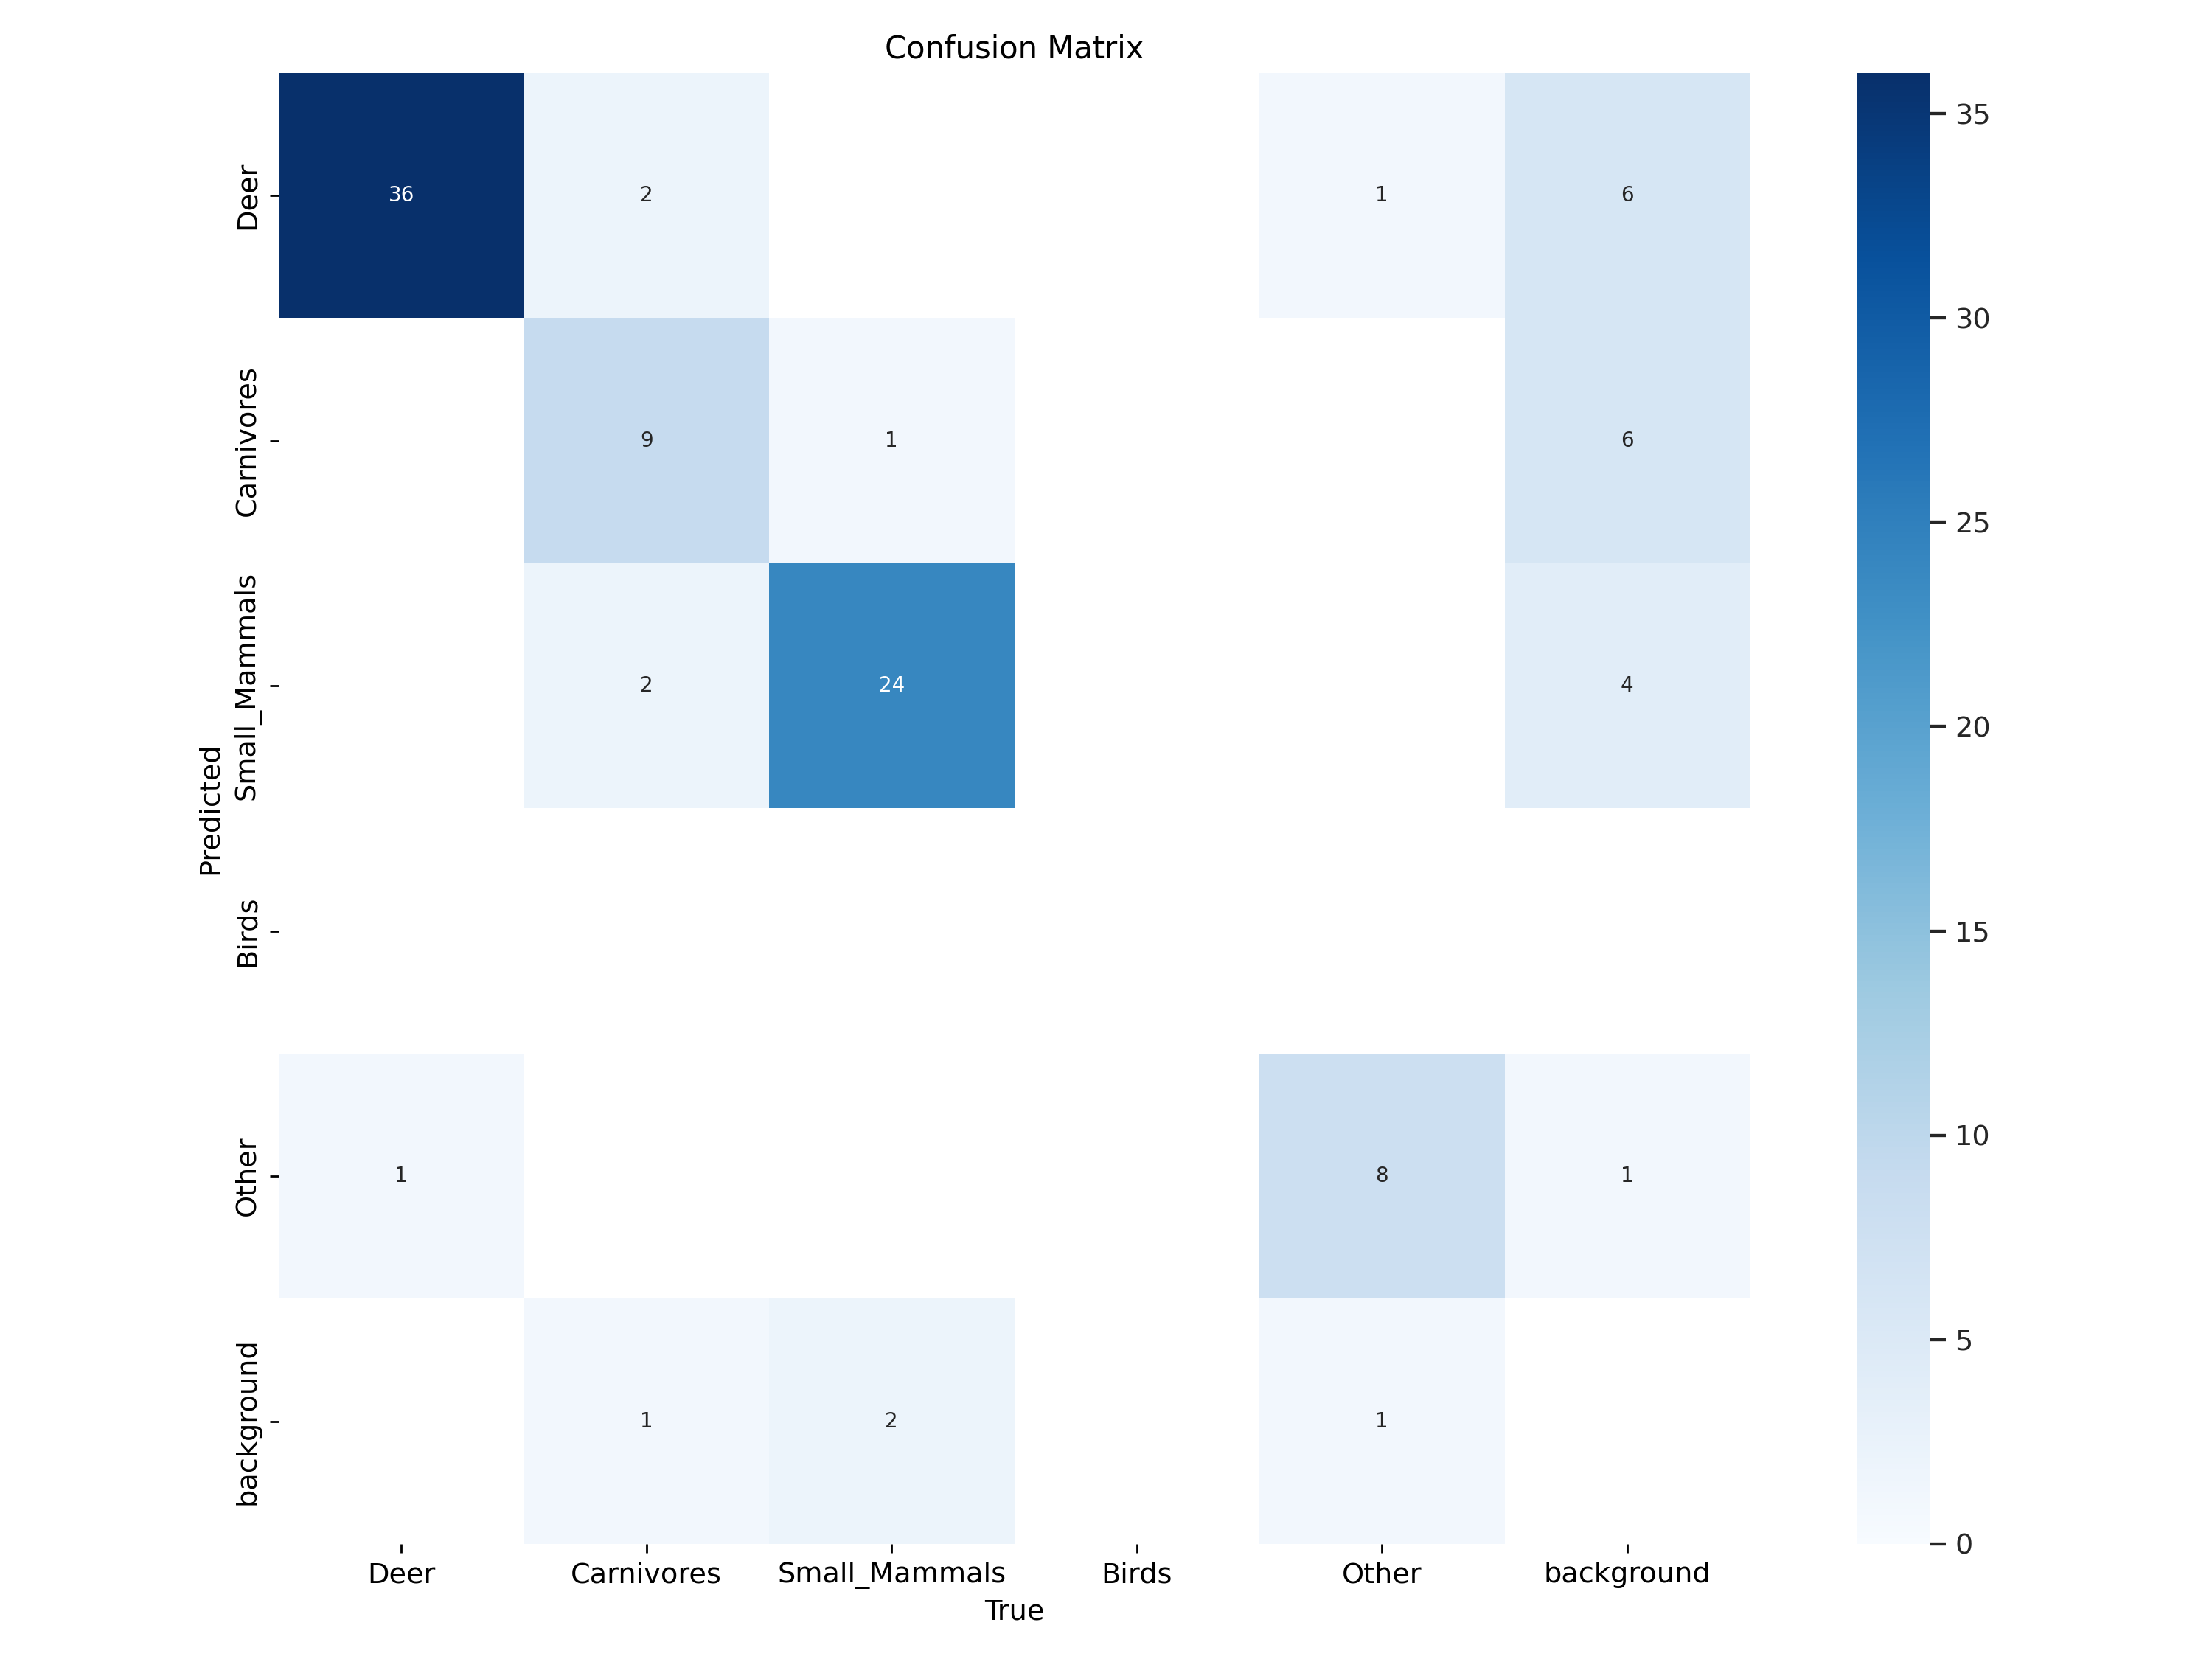 Confusion Matrix
Predicted
Deer
36
2
1
6
Carnivores
9
1
6
Small_Mammals
2
24
4
Birds
Other
1
8
1
background
1
2
1
Deer Carnivores Small_Mammals Birds Other background
True
35
30
25
20
15
10
5
0